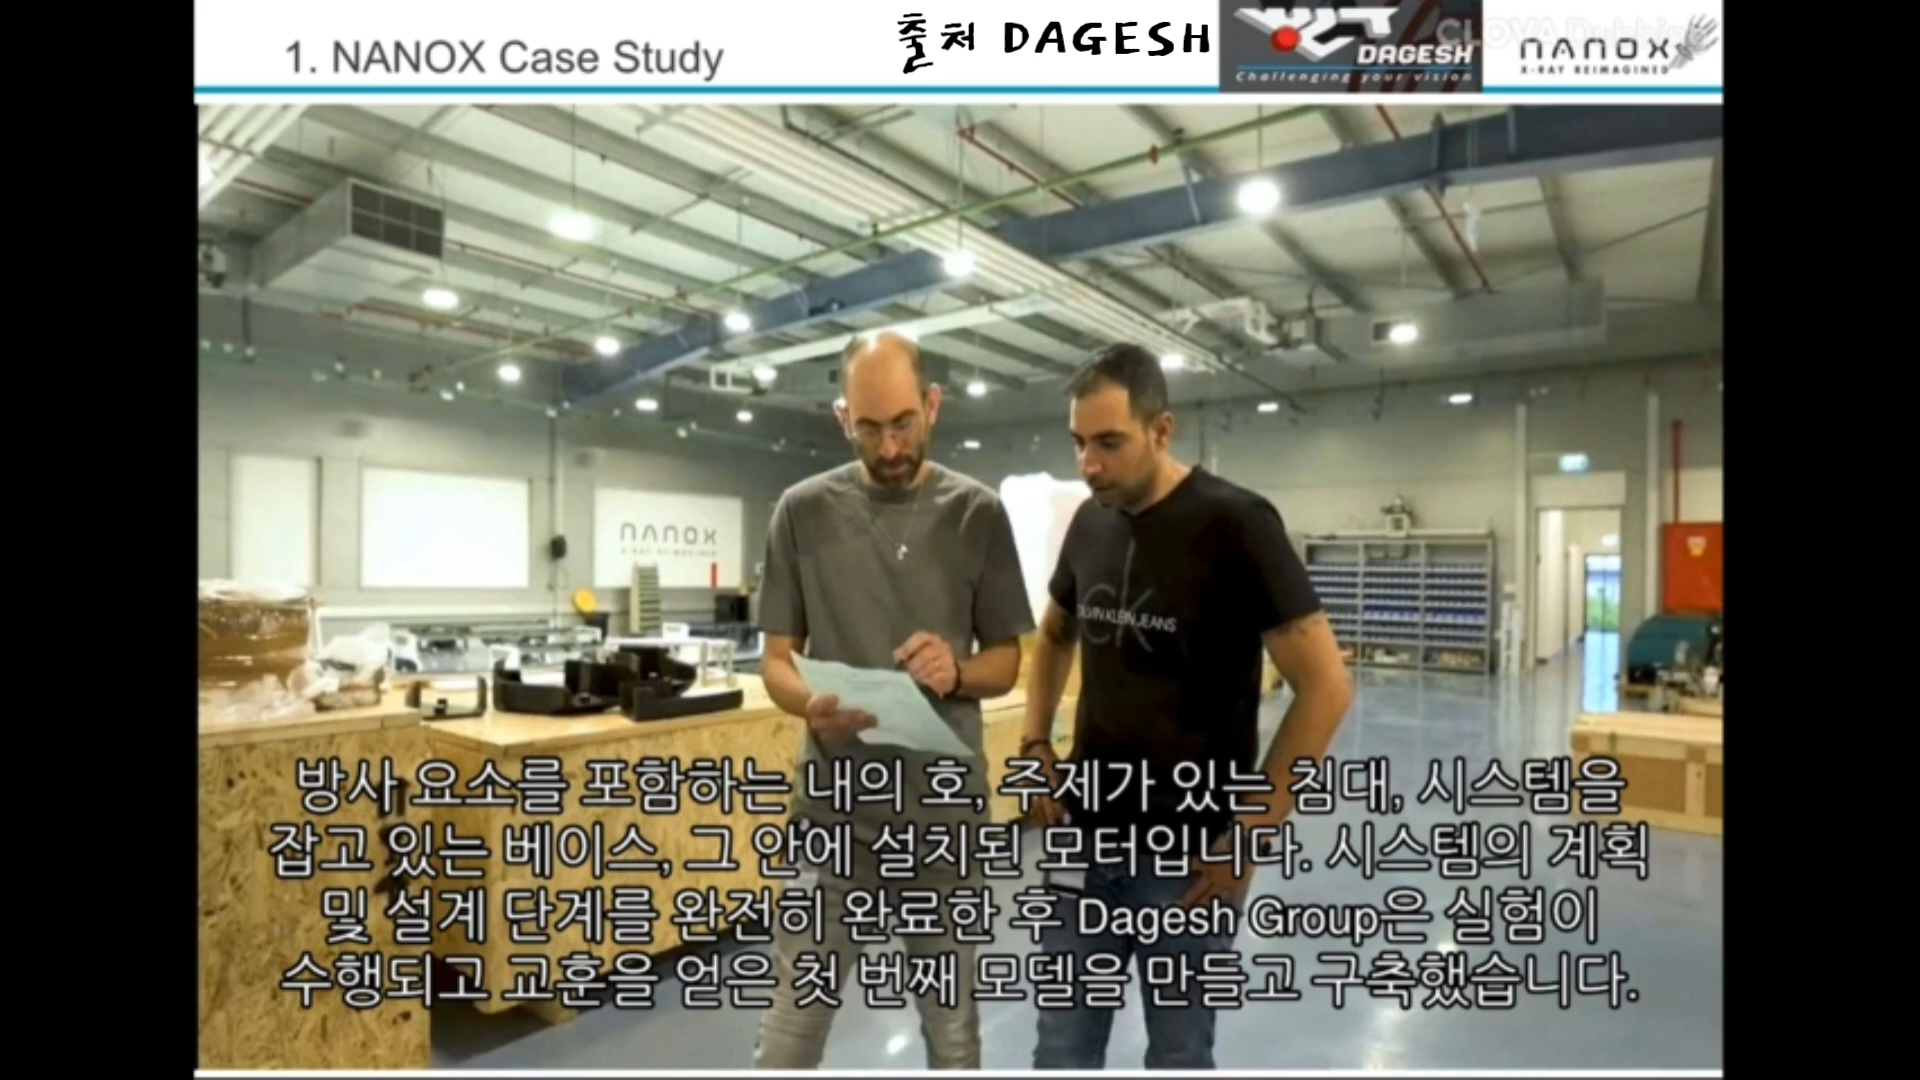 1. NANOX Case Study
출처 DAGESH
DAGESH
Challenging your vision
CLOVA Dubbing
NANOX
X-RAY REIMAGINED
NANOX
X-RAY REIMAGINED
CALVIN KLEIN JEANS
CK
방사 요소를 포함하는 내의 호, 주제가 있는 침대, 시스템을
잡고 있는 베이스, 그 안에 설치된 모터입니다. 시스템의 계획
및 설계 단계를 완전히 완료한 후 Dagesh Group은 실험이
수행되고 교훈을 얻은 첫 번째 모델을 만들고 구축했습니다.